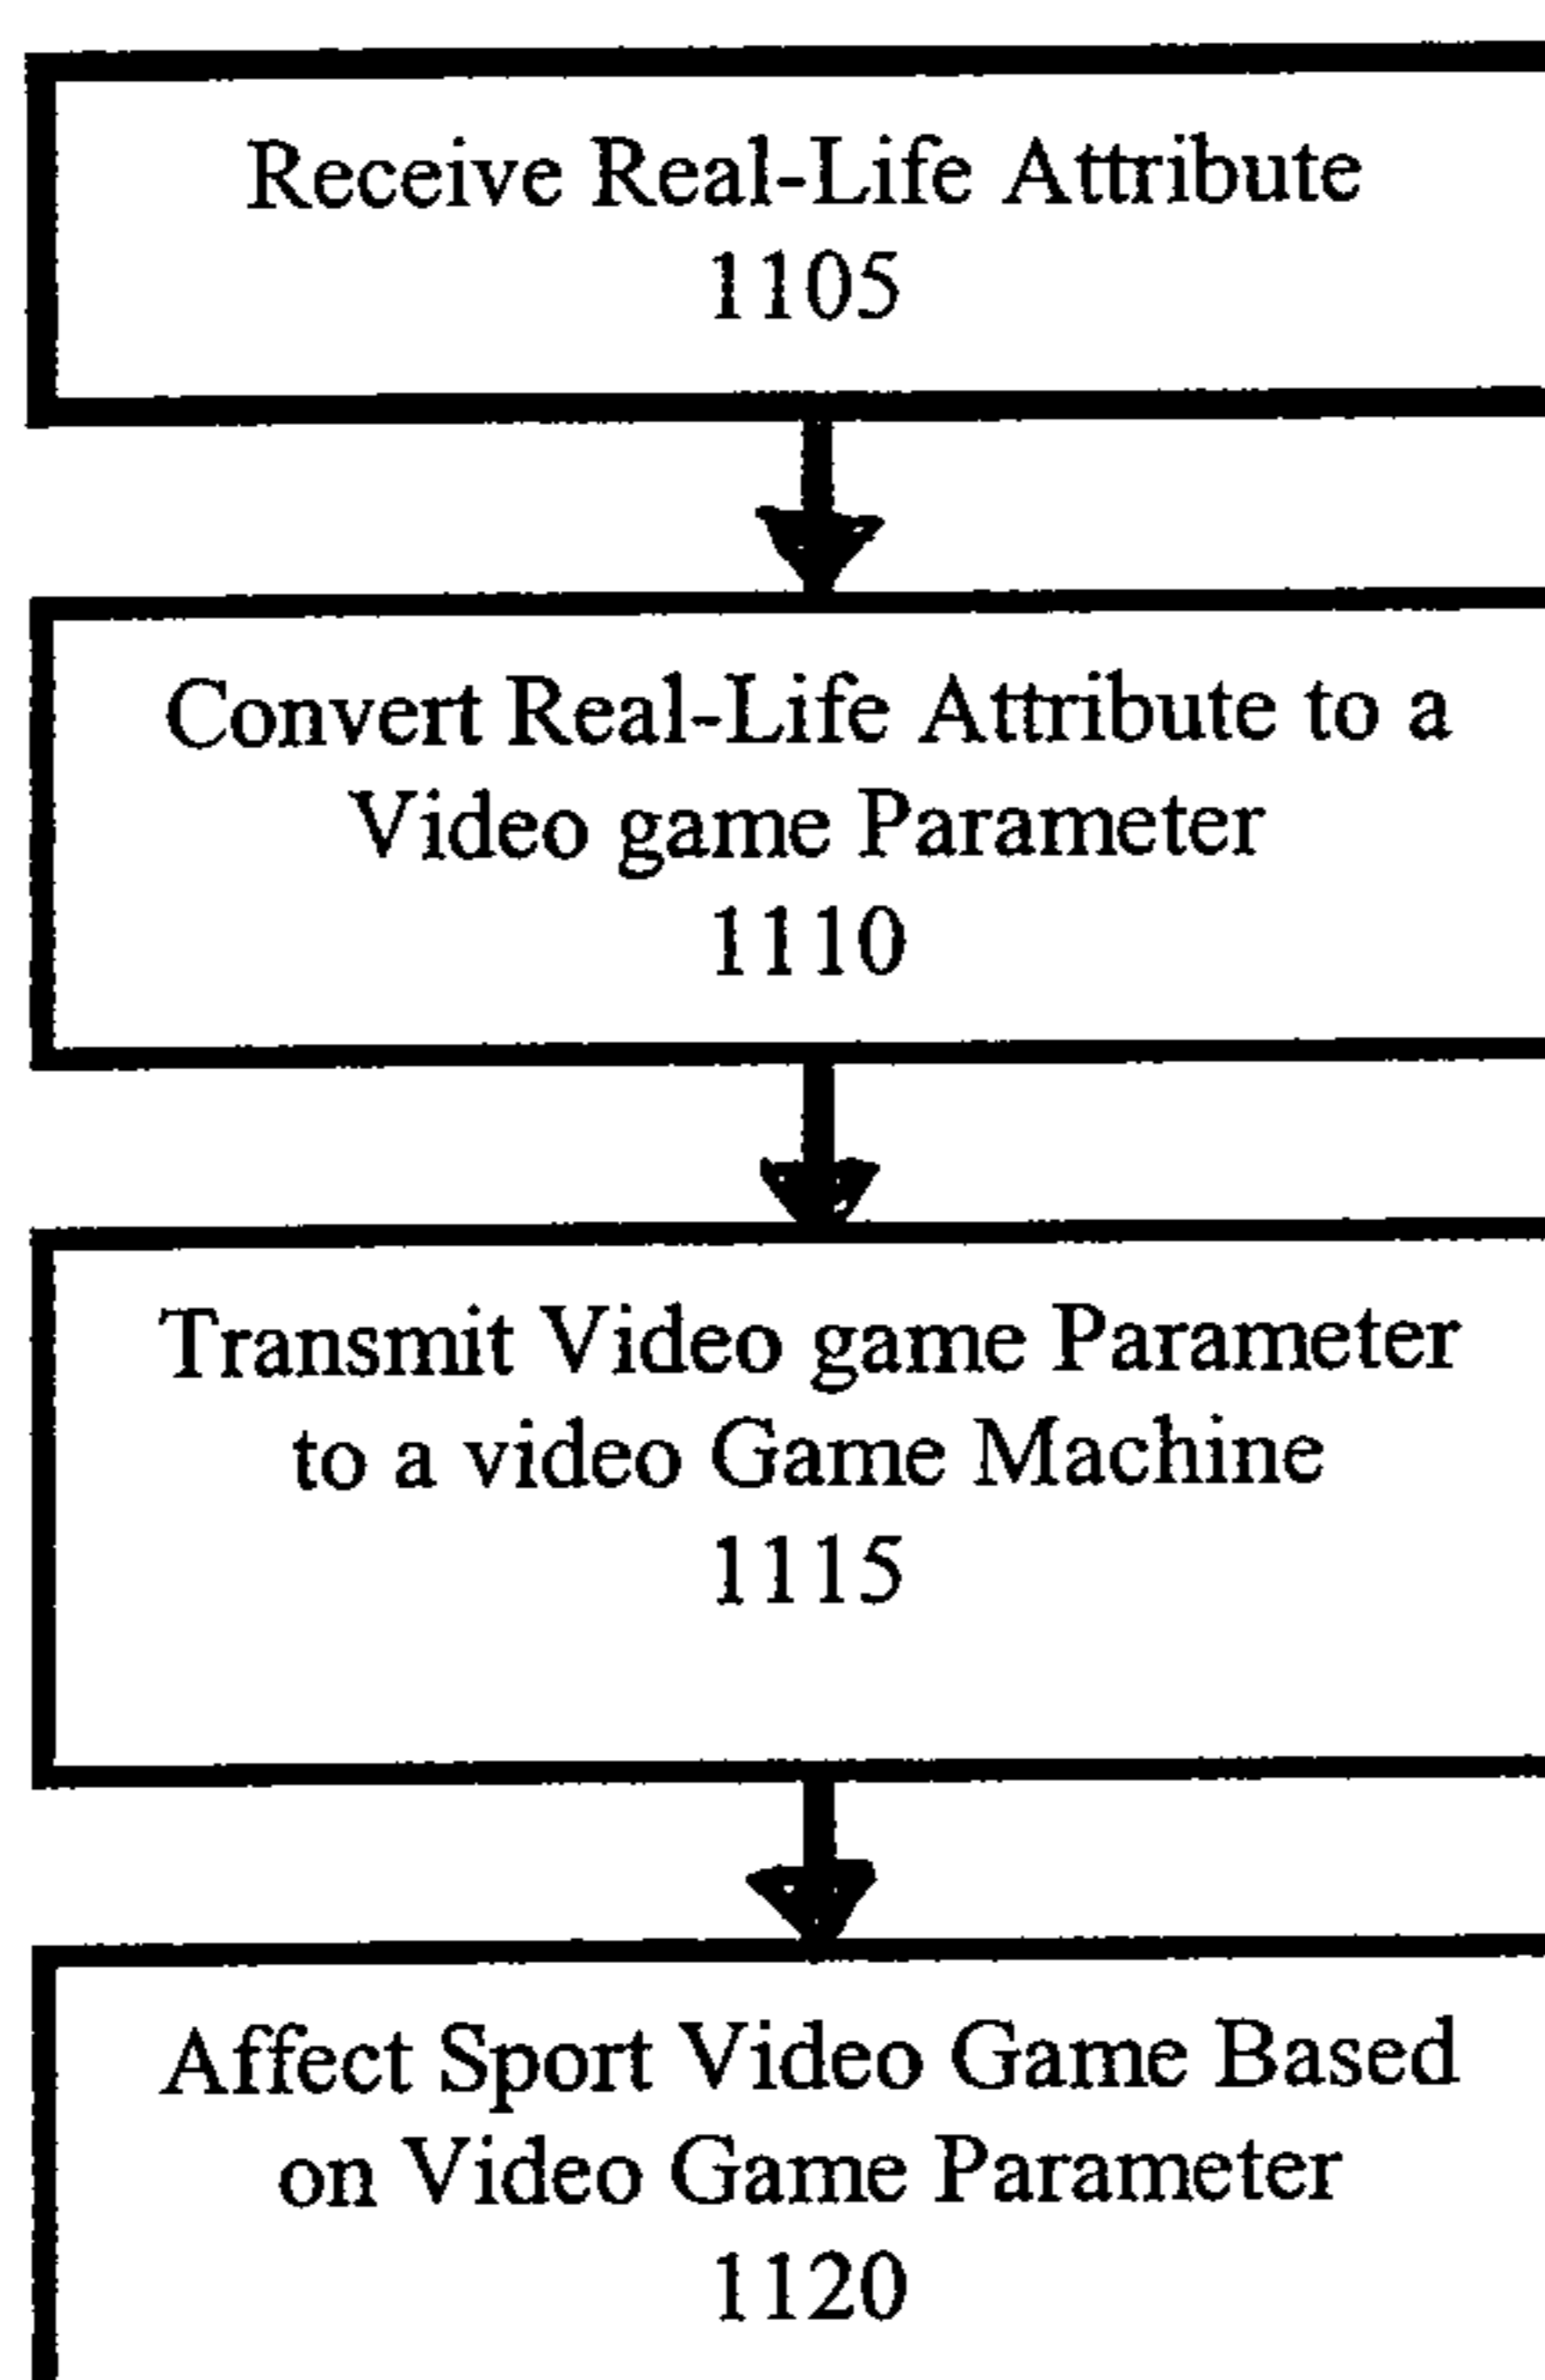 Receive Real-Life Attribute
1105
Convert Real-Life Attribute to a
Video game Parameter
1110
Transmit Video game Parameter
to a video Game Machine
1115
Affect Sport Video Game Based
on Video Game Parameter
1120